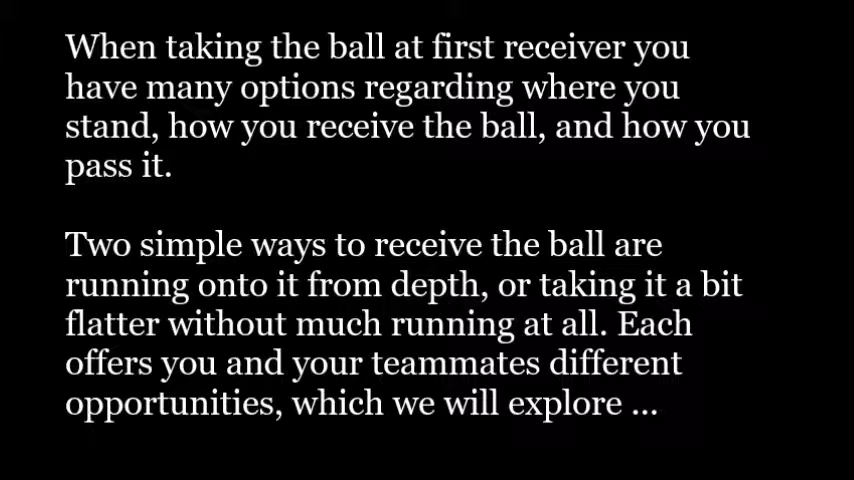 When taking the ball at first receiver you
have many options regarding where you
stand, how you receive the ball, and how you
pass it.
Two simple ways to receive the ball are
running onto it from depth, or taking it a bit
flatter without much running at all. Each
offers you and your teammates different
opportunities, which we will explore ...